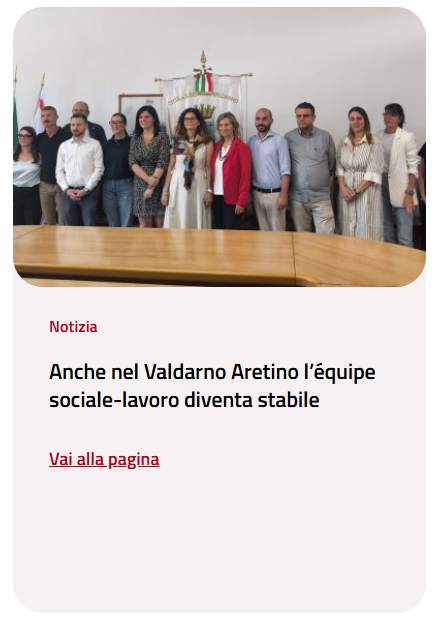 Notizia
Anche nel Valdarno Aretino l’équipe
sociale-lavoro diventa stabile
Vai alla pagina